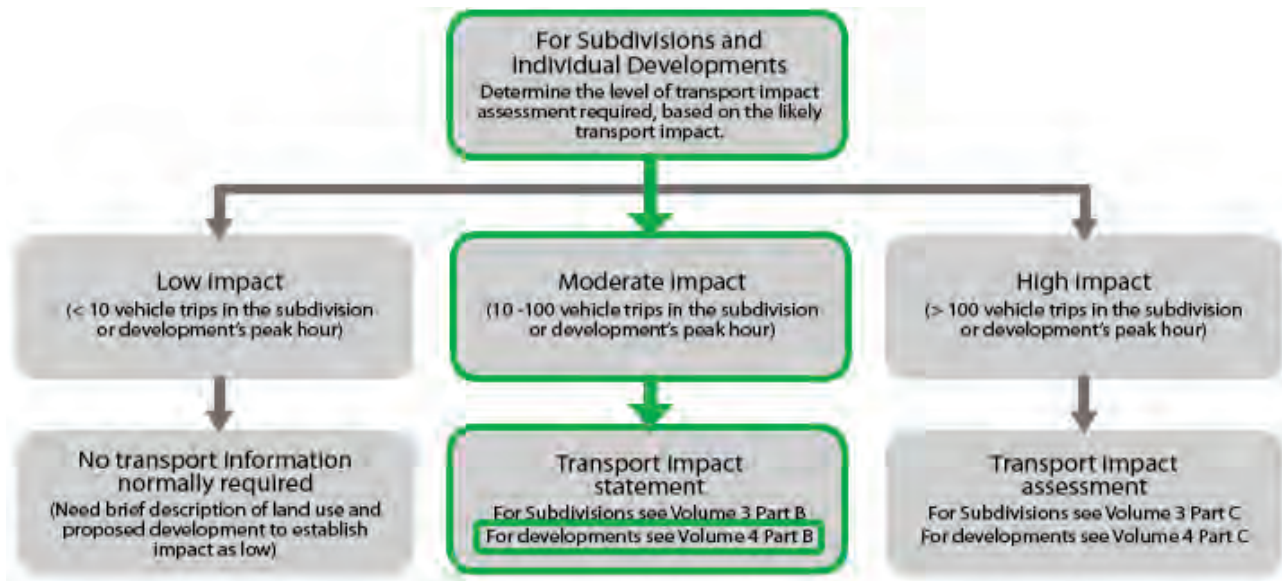 For Subdivisions and
Individual Developments
Determine the level of transport impact
assessment required, based on the likely
transport impact.
Low impact
(< 10 vehicle trips in the subdivision
or development's peak hour)
Moderate impact
(10 -100 vehicle trips in the subdivision
or development's peak hour)
High impact
(> 100 vehicle trips in the subdivision
or development's peak hour)
No transport information
normally required
(Need brief description of land use and
proposed development to establish
impact as low)
Transport impact
statement
For Subdivisions see Volume 3 Part B
For developments see Volume 4 Part B
Transport impact
assessment
For Subdivisions see Volume 3 Part C
For developments see Volume 4 Part C